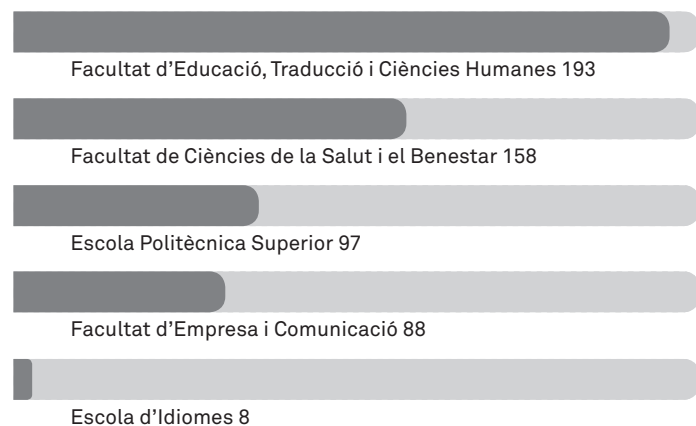 Facultat d’Educació, Traducció i Ciències Humanes 193
Facultat de Ciències de la Salut i el Benestar 158
Escola Politècnica Superior 97
Facultat d’Empresa i Comunicació 88
Escola d’Idiomes 8